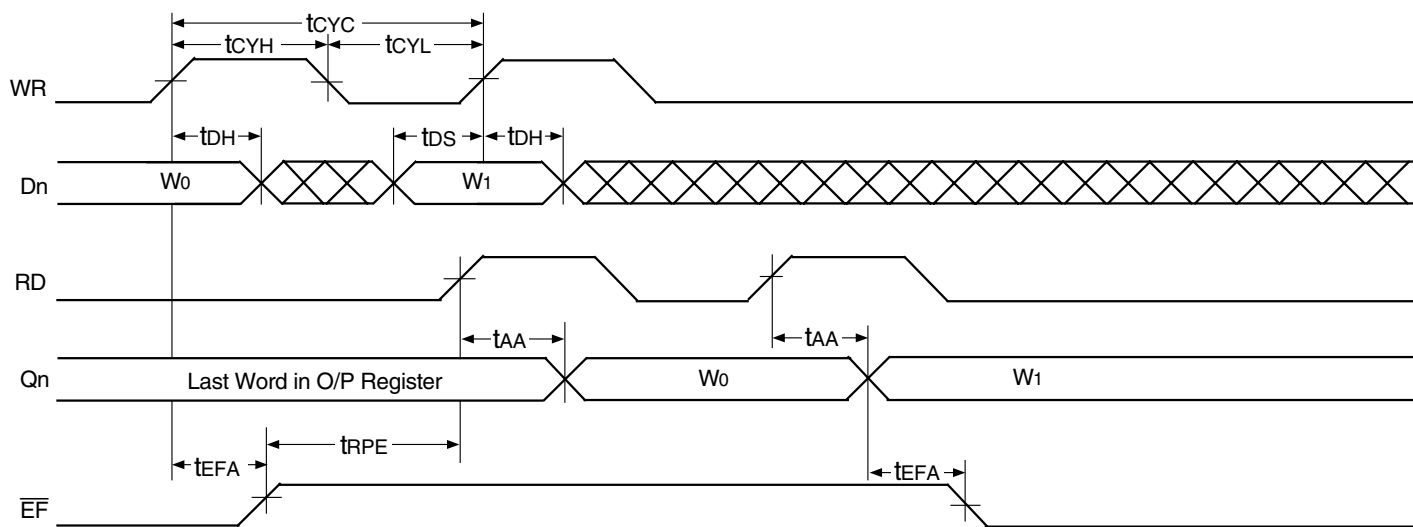 tCYC
tCYH tCYL
WR
tDH tDS tDH
Dn W0 W1
RD
tAA tAA
Qn Last Word in O/P Register W0 W1
tRPE
tEFA tEFA
E̅F̅